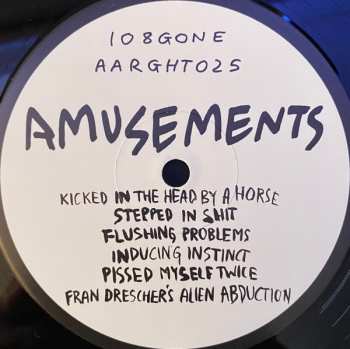 108GONE
AARGHT025
AMUSEMENTS
KICKED IN THE HEAD BY A HORSE
STEPPED IN SHIT
FLUSHING PROBLEMS
INDUCING INSTINCT
PISSED MYSELF TWICE
FRAN DRESCHER'S ALIEN ABDUCTION